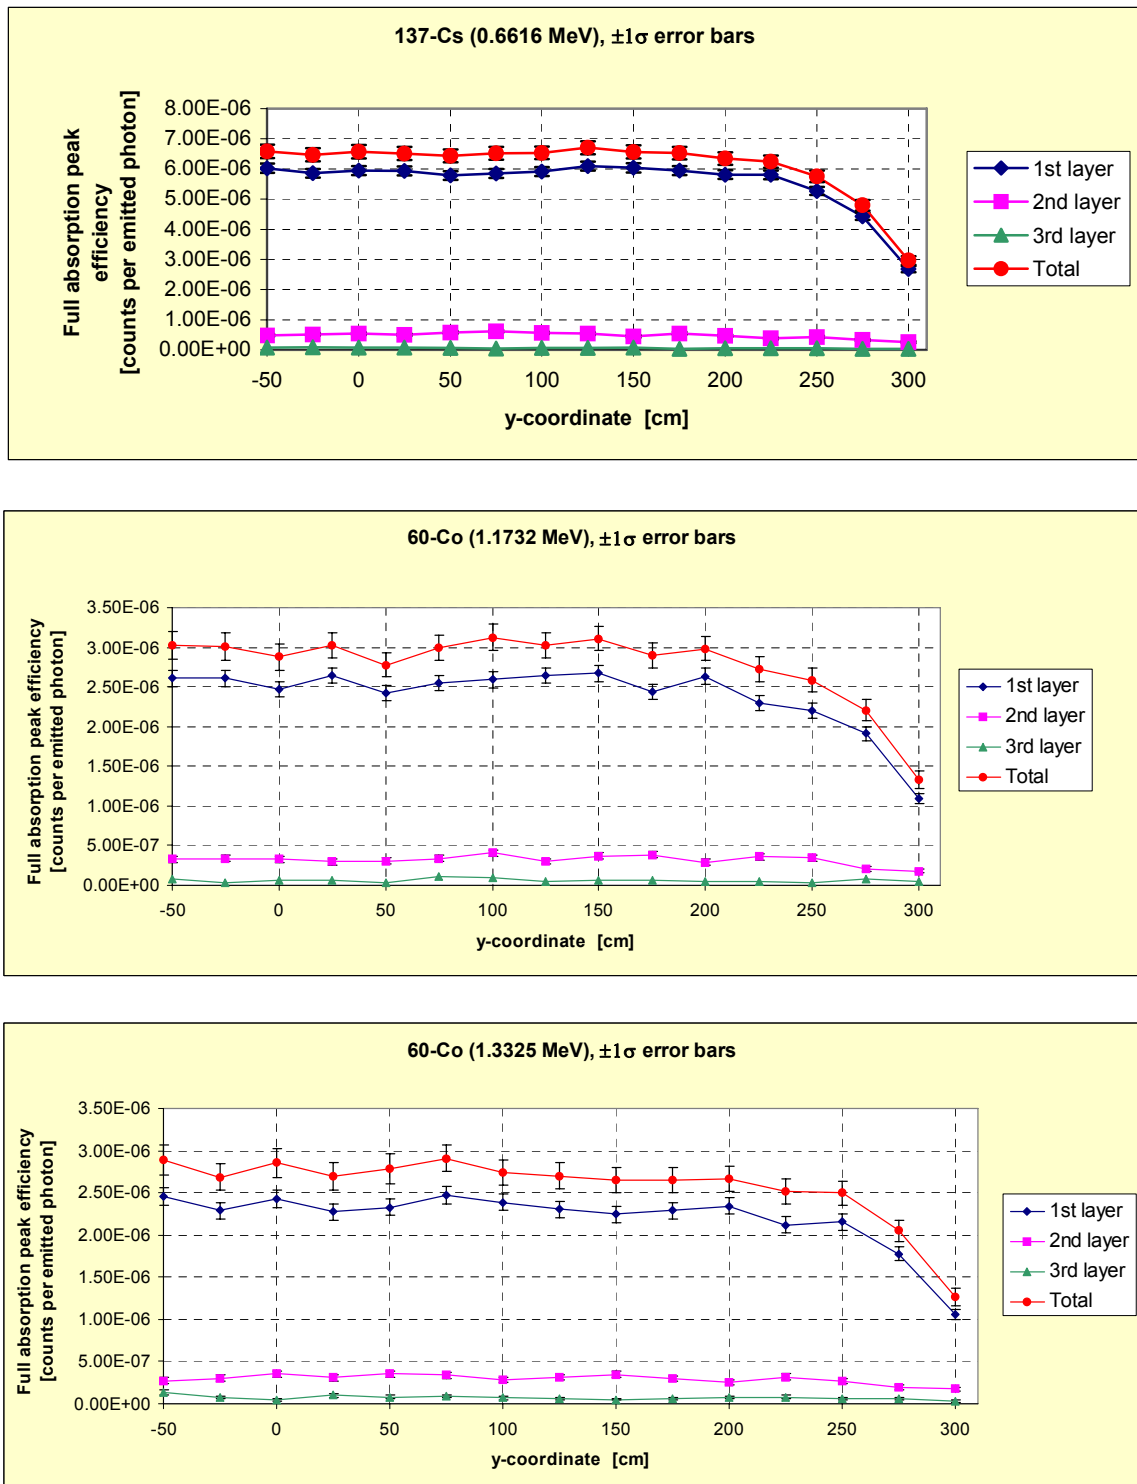 137-Cs (0.6616 MeV), ±1σ error bars
Full absorption peak
efficiency
[counts per emitted photon]
8.00E-06
7.00E-06
6.00E-06
5.00E-06
4.00E-06
3.00E-06
2.00E-06
1.00E-06
0.00E+00
-50 0 50 100 150 200 250 300
y-coordinate [cm]
1st layer
2nd layer
3rd layer
Total
60-Co (1.1732 MeV), ±1σ error bars
Full absorption peak efficiency
[counts per emitted photon]
3.50E-06
3.00E-06
2.50E-06
2.00E-06
1.50E-06
1.00E-06
5.00E-07
0.00E+00
-50 0 50 100 150 200 250 300
y-coordinate [cm]
1st layer
2nd layer
3rd layer
Total
60-Co (1.3325 MeV), ±1σ error bars
Full absorption peak efficiency
[counts per emitted photon]
3.50E-06
3.00E-06
2.50E-06
2.00E-06
1.50E-06
1.00E-06
5.00E-07
0.00E+00
-50 0 50 100 150 200 250 300
y-coordinate [cm]
1st layer
2nd layer
3rd layer
Total